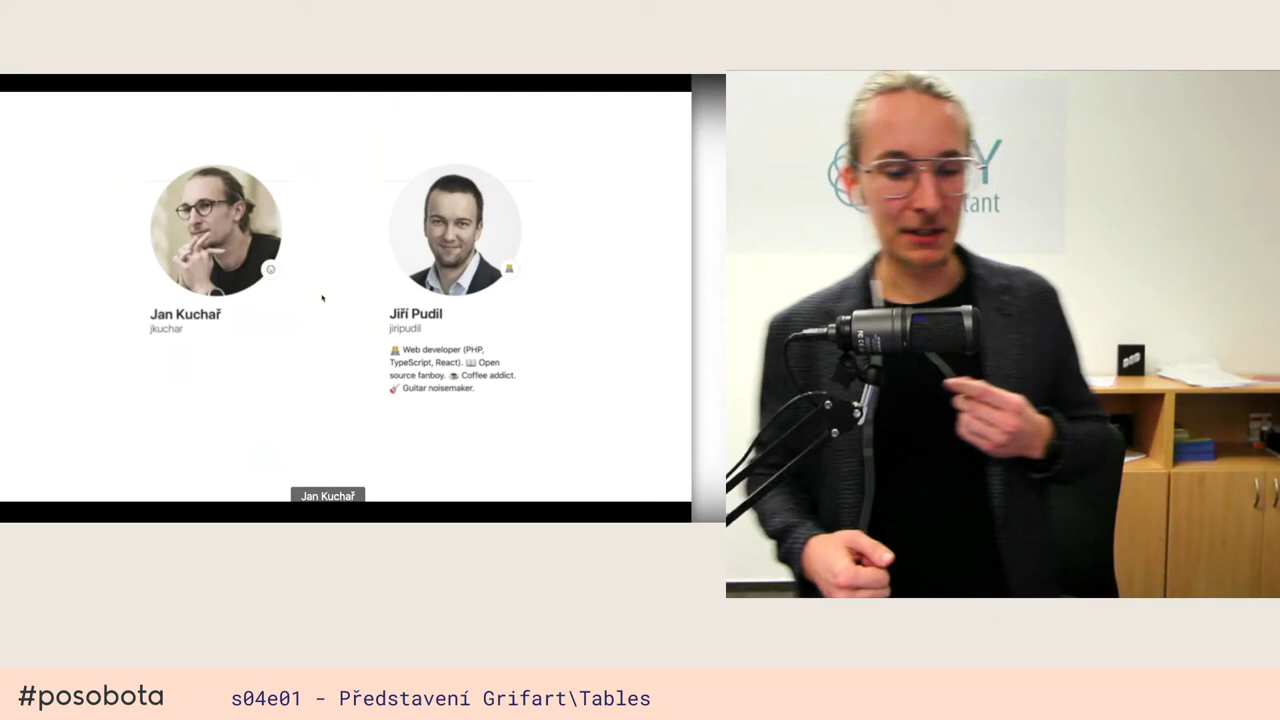 Jan Kuchař
jkuchar
Jiří Pudil
jiripudil
Web developer (PHP,
TypeScript, React). Open
source fanboy. Coffee addict.
Guitar noisemaker.
Jan Kuchař
Y
tant
#posobota
s04e01 - Představení Grifart\Tables